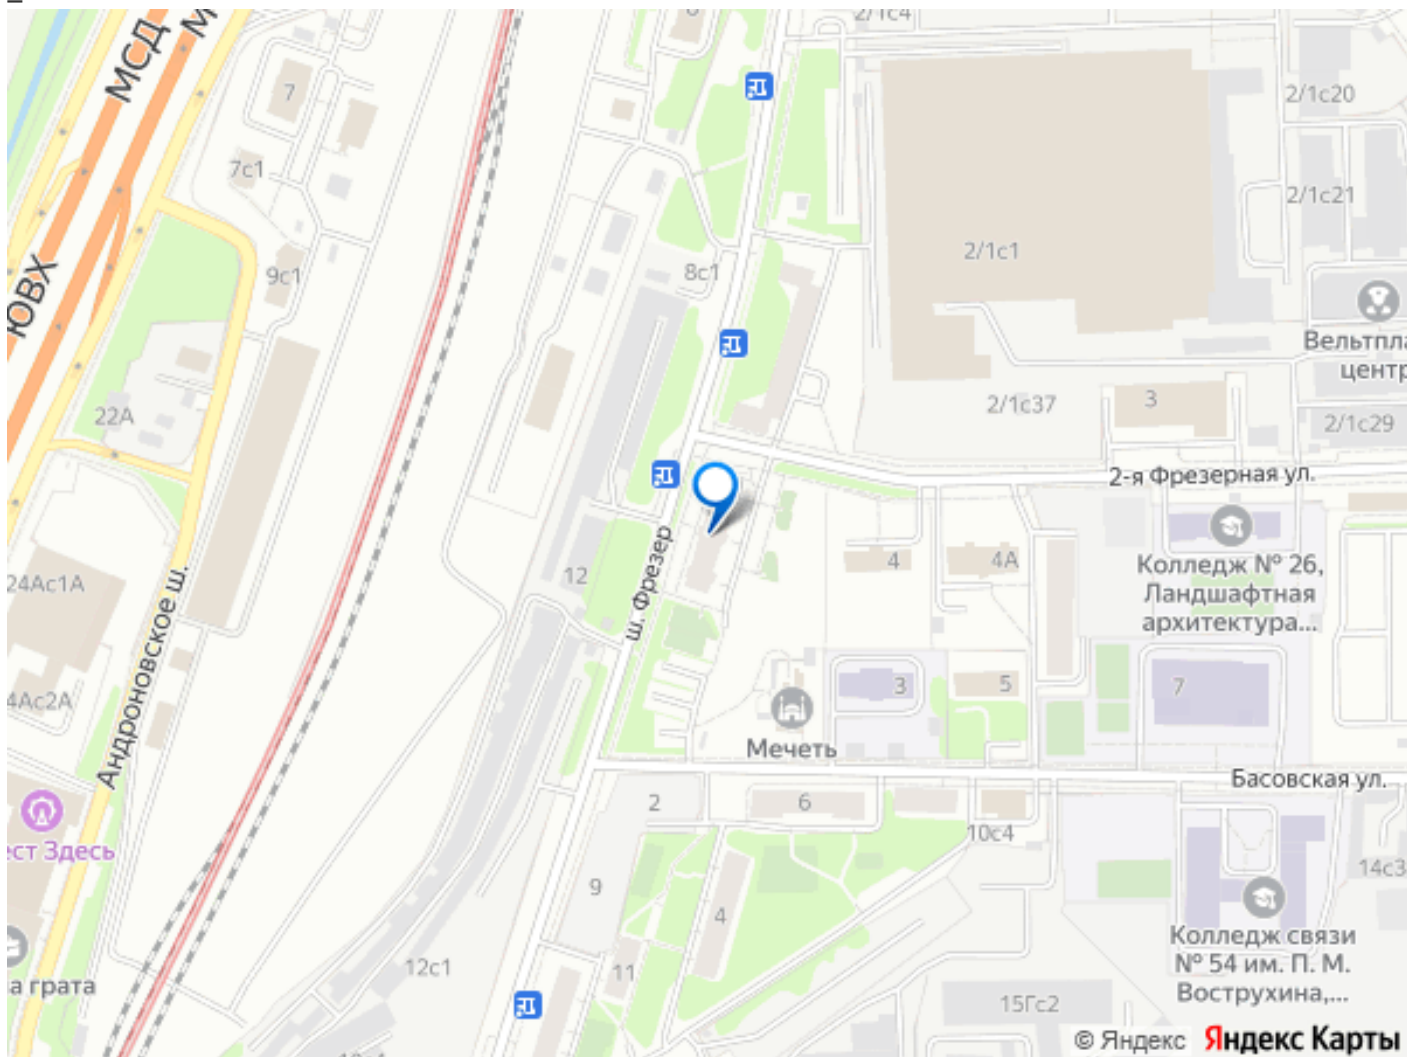 2/1с4
МСД
7
2/1с20
7с1
2/1с21
2/1с1
8с1
9с1
ЮВХ
Вельтпла
центр
22А
2/1с37
3
2/1с29
2-я Фрезерная ул.
ш. Фрезер
12
4
4А
Колледж № 26,
Ландшафтная
архитектура...
24Ас1А
Андроновское ш.
3
5
7
4Ас2А
Мечеть
Басовская ул.
2
6
10с4
ест Здесь
9
4
14с3
Колледж связи
№ 54 им. П. М.
Вострухина,...
12с1
11
а грата
15Гс2
© Яндекс Яндекс Карты